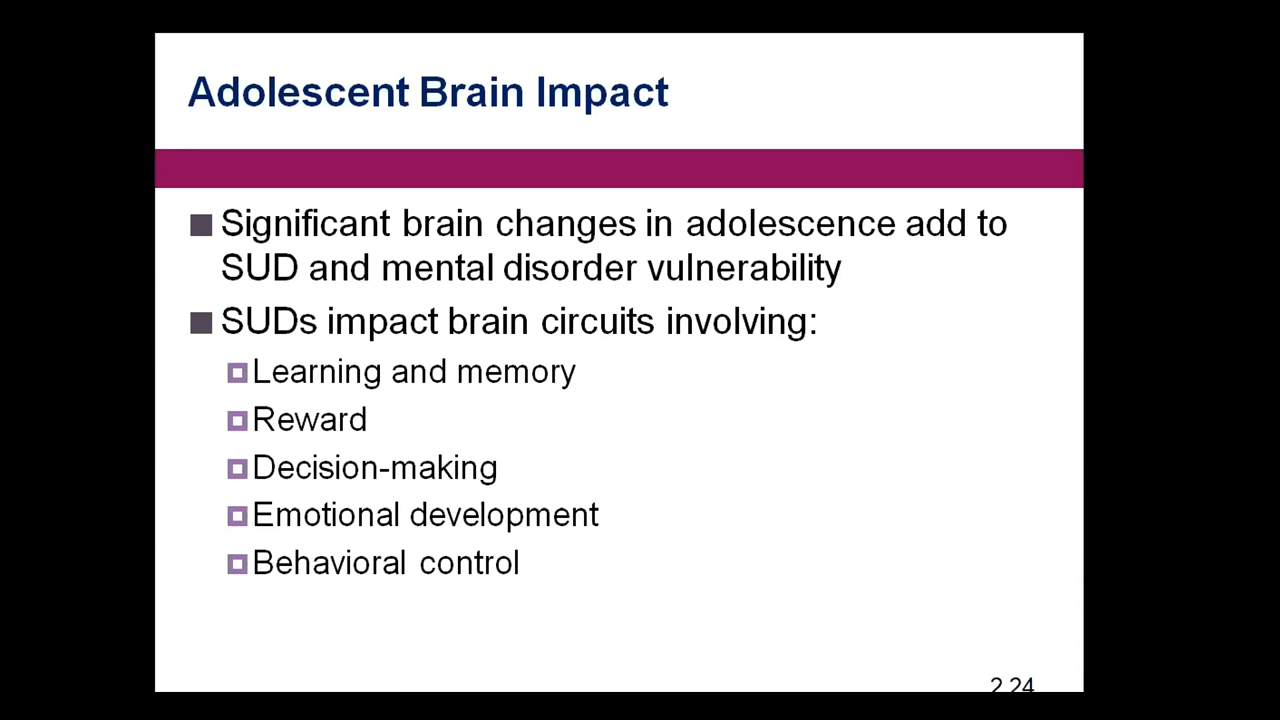 Adolescent Brain Impact
Significant brain changes in adolescence add to
SUD and mental disorder vulnerability
SUDs impact brain circuits involving:
Learning and memory
Reward
Decision-making
Emotional development
Behavioral control
2.24